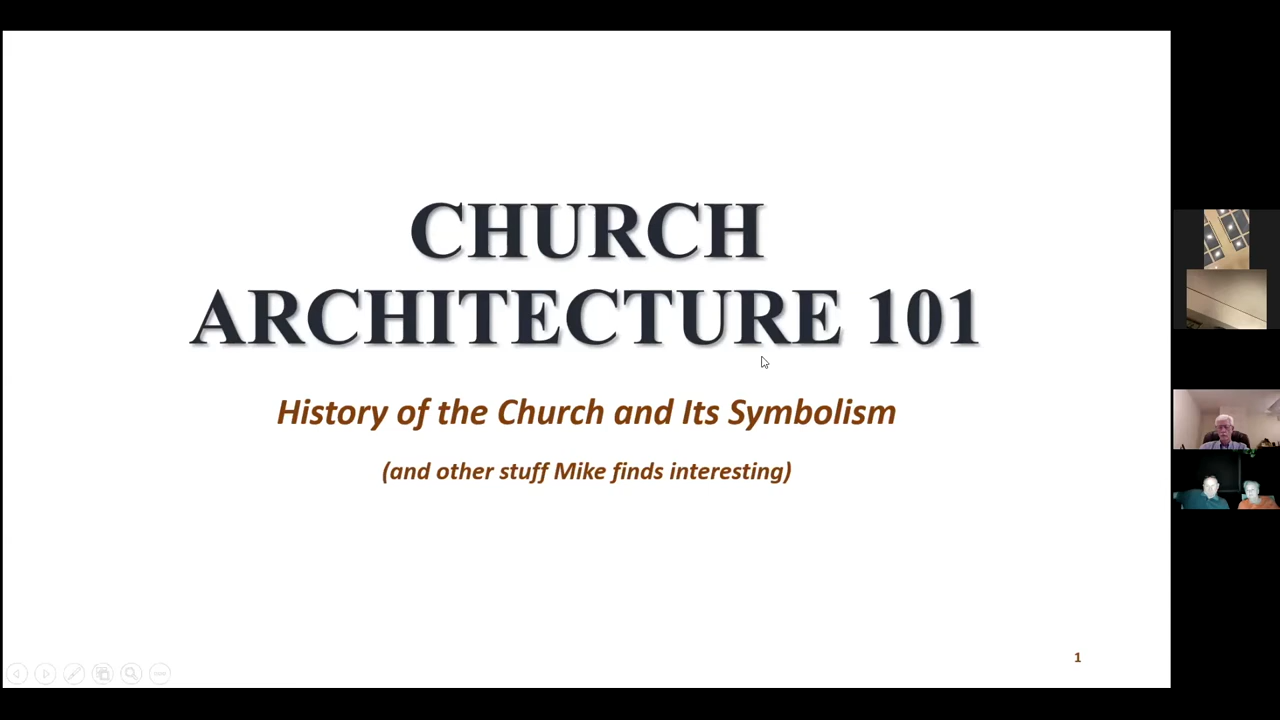 CHURCH
ARCHITECTURE 101
History of the Church and Its Symbolism
(and other stuff Mike finds interesting)
1